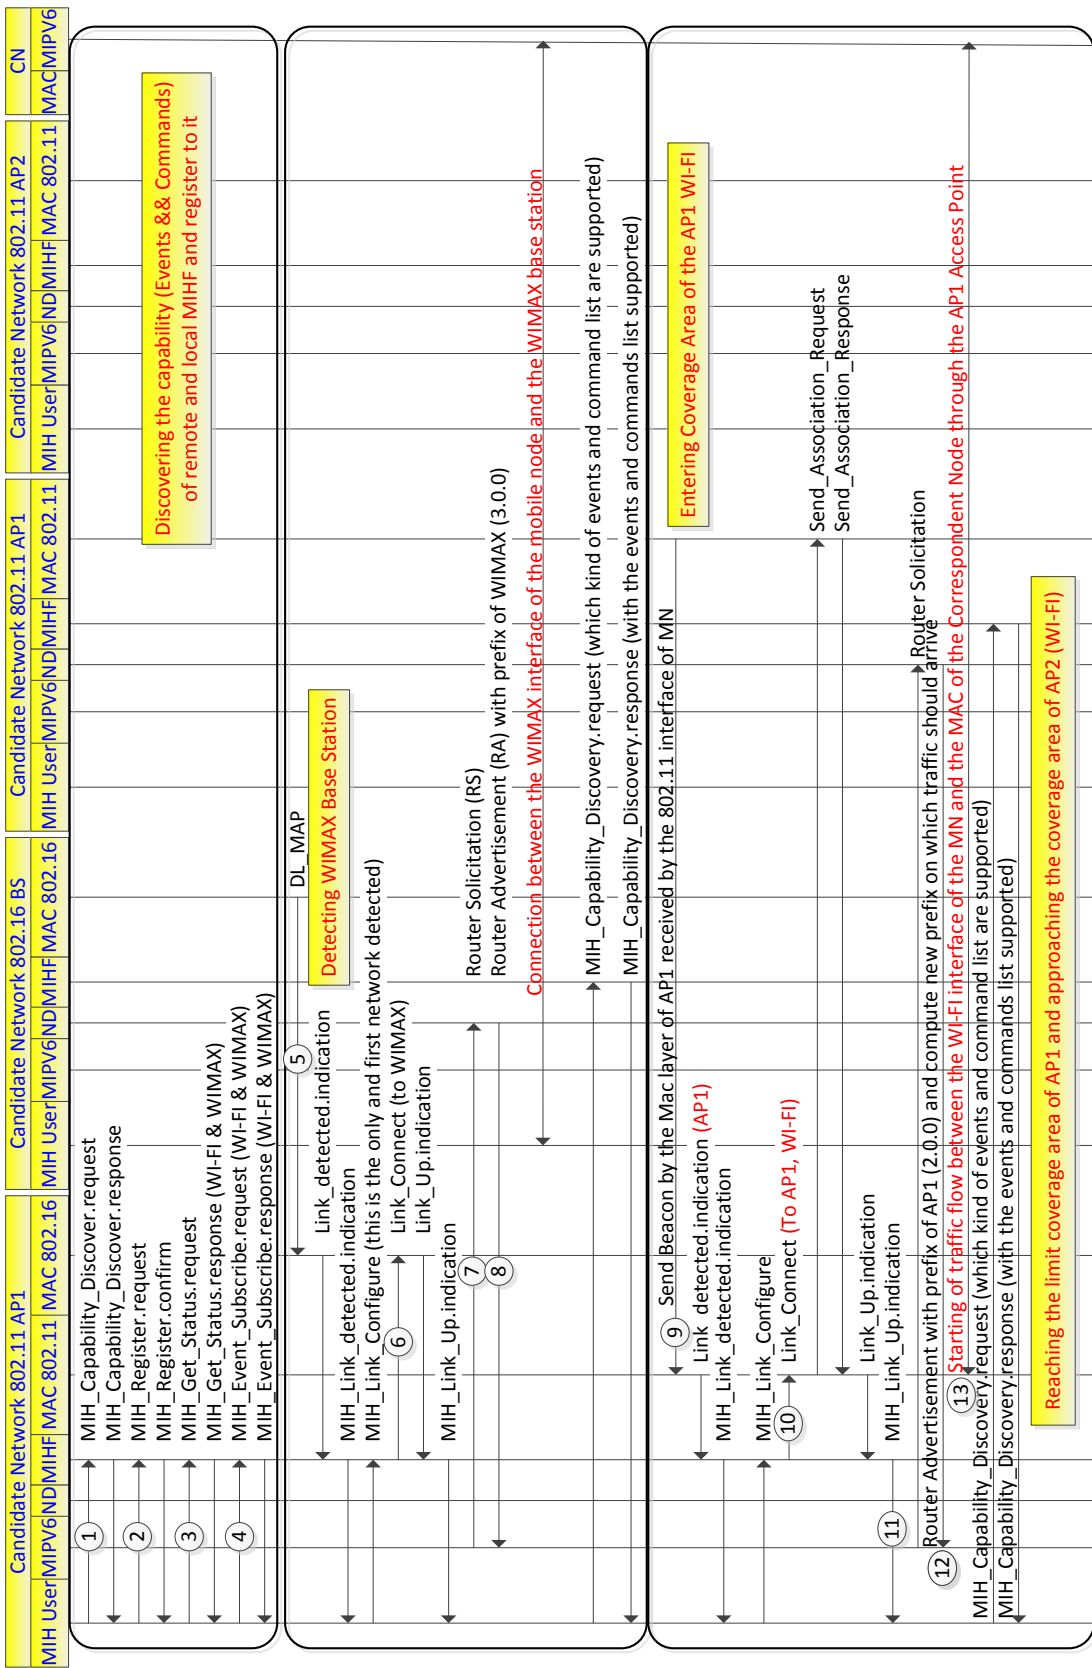 Candidate Network 802.11 AP1
Candidate Network 802.16 BS
Candidate Network 802.11 AP1
Candidate Network 802.11 AP2
CN
MIH User MIPV6 ND MIHF MAC 802.11 MAC 802.16
MIH User MIPV6 ND MIHF MAC 802.16
MIH User MIPV6 ND MIHF MAC 802.11
MIH User MIPV6 ND MIHF MAC 802.11
MAC MIPV6
1
MIH_Capability_Discover.request
MIH_Capability_Discover.response
2
MIH_Register.request
MIH_Register.confirm
3
MIH_Get_Status.request
MIH_Get_Status.response (WI-FI & WIMAX)
4
MIH_Event_Subscribe.request (WI-FI & WIMAX)
MIH_Event_Subscribe.response (WI-FI & WIMAX)
Discovering the capability (Events && Commands)
of remote and local MIHF and register to it
5
DL_MAP
Detecting WIMAX Base Station
Link_detected.indication
MIH_Link_detected.indication
MIH_Link_Configure (this is the only and first network detected)
6
Link_Connect (to WIMAX)
Link_Up.indication
MIH_Link_Up.indication
7
Router Solicitation (RS)
8
Router Advertisement (RA) with prefix of WIMAX (3.0.0)
Connection between the WIMAX interface of the mobile node and the WIMAX base station
MIH_Capability_Discovery.request (which kind of events and command list are supported)
MIH_Capability_Discovery.response (with the events and commands list supported)
9
Send Beacon by the Mac layer of AP1 received by the 802.11 interface of MN
Entering Coverage Area of the AP1 WI-FI
Link detected.indication (AP1)
MIH_Link_detected.indication
MIH_Link_Configure
10
Link_Connect (To AP1, WI-FI)
Send_Association_Request
Send_Association_Response
Link_Up.indication
MIH_Link_Up.indication
11
Router Solicitation
12
Router Advertisement with prefix of AP1 (2.0.0) and compute new prefix on which traffic should arrive
13
Starting of traffic flow between the WI-FI interface of the MN and the MAC of the Correspondent Node through the AP1 Access Point
MIH_Capability_Discovery.request (which kind of events and command list are supported)
MIH_Capability_Discovery.response (with the events and commands list supported)
Reaching the limit coverage area of AP1 and approaching the coverage area of AP2 (WI-FI)